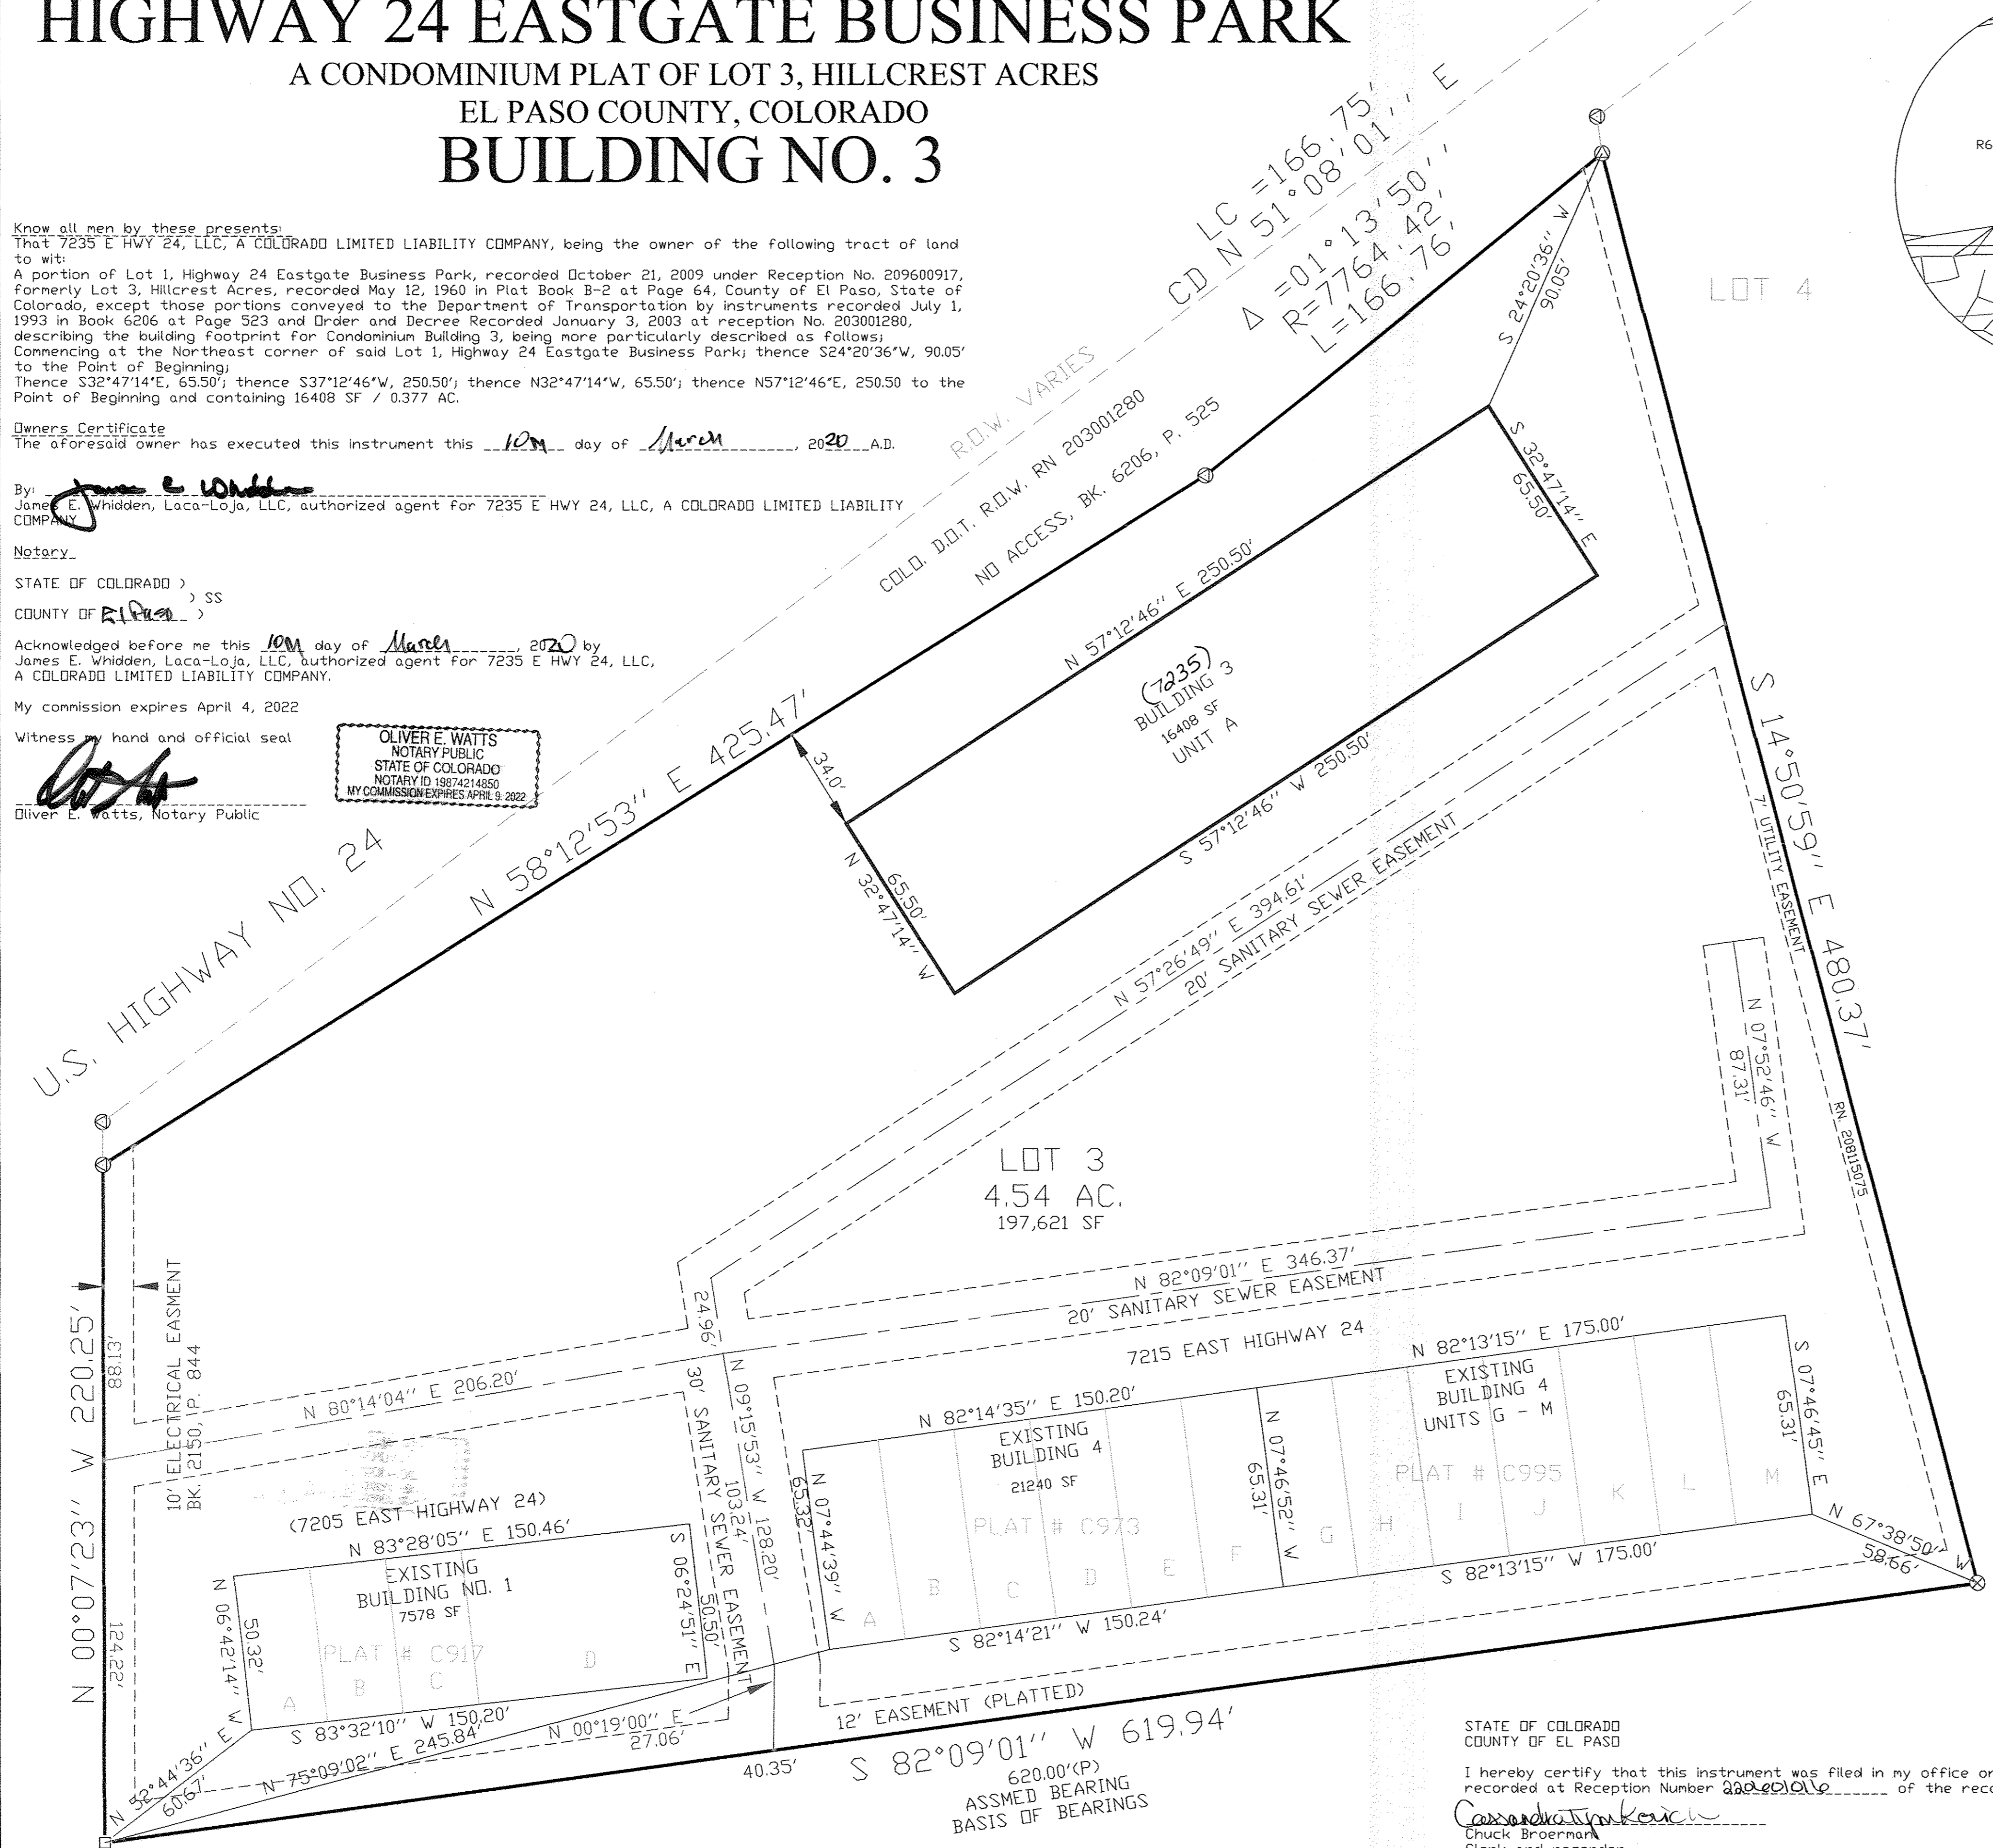 HIGHWAY 24 EASTGATE BUSINESS PARK
A CONDOMINIUM PLAT OF LOT 3, HILLCREST ACRES
EL PASO COUNTY, COLORADO
BUILDING NO. 3
Know all men by these presents:
That 7235 E HWY 24, LLC, A COLORADO LIMITED LIABILITY COMPANY, being the owner of the following tract of land
to wit:
A portion of Lot 1, Highway 24 Eastgate Business Park, recorded October 21, 2009 under Reception No. 209600917,
formerly Lot 3, Hillcrest Acres, recorded May 12, 1960 in Plat Book B-2 at Page 64, County of El Paso, State of
Colorado, except those portions conveyed to the Department of Transportation by instruments recorded July 1,
1993 in Book 6206 at Page 523 and Order and Decree Recorded January 3, 2003 at reception No. 203001280,
describing the building footprint for Condominium Building 3, being more particularly described as follows;
Commencing at the Northeast corner of said Lot 1, Highway 24 Eastgate Business Park; thence S24°20'36"W, 90.05'
to the Point of Beginning;
Thence S32°47'14"E, 65.50'; thence S37°12'46"W, 250.50'; thence N32°47'14"W, 65.50'; thence N57°12'46"E, 250.50 to the
Point of Beginning and containing 16408 SF / 0.377 AC.
Owners Certificate
The aforesaid owner has executed this instrument this 10th day of March, 2020 A.D.
By: James E Whidden
James E. Whidden, Laca-Loja, LLC, authorized agent for 7235 E HWY 24, LLC, A COLORADO LIMITED LIABILITY
COMPANY
Notary
STATE OF COLORADO )
) SS
COUNTY OF El Paso )
Acknowledged before me this 10th day of March, 2020 by
James E. Whidden, Laca-Loja, LLC, authorized agent for 7235 E HWY 24, LLC,
A COLORADO LIMITED LIABILITY COMPANY.
My commission expires April 4, 2022
Witness my hand and official seal
Oliver E. Watts, Notary Public
OLIVER E. WATTS
NOTARY PUBLIC
STATE OF COLORADO
NOTARY ID 19874214850
MY COMMISSION EXPIRES APRIL 9, 2022
LC =166.75'
CD N 51°08'01'' E
Δ =01°13'50''
R=7764.42'
L=166.76'
R6
LOT 4
S 24°20'36'' W
90.05'
R.O.W. VARIES
COLO. D.O.T. R.O.W. RN 203001280
NO ACCESS, BK. 6206, P. 525
S 32°47'14'' E
65.50'
N 57°12'46'' E 250.50'
(7235)
BUILDING 3
16408 SF
UNIT A
S 57°12'46'' W 250.50'
34.0'
65.50'
N 32°47'14'' W
N 58°12'53'' E 425.47'
U.S. HIGHWAY NO. 24
N 57°26'49'' E 394.61'
20' SANITARY SEWER EASEMENT
S 14°50'59'' E 480.37'
7' UTILITY EASEMENT
RN. 208115075
N 07°52'46'' W
87.31'
LOT 3
4.54 AC.
197,621 SF
N 82°09'01'' E 346.37'
20' SANITARY SEWER EASEMENT
7215 EAST HIGHWAY 24
24.96'
N 00°07'23'' W 220.25'
88.13'
124.22'
10' ELECTRICAL EASMENT
BK. 2150, P. 844
N 80°14'04'' E 206.20'
30' SANITARY SEWER EASEMENT
N 09°15'53'' W 128.20'
103.24'
(7205 EAST HIGHWAY 24)
N 83°28'05'' E 150.46'
EXISTING
BUILDING NO. 1
7578 SF
PLAT # C917
A
B
C
D
N 06°42'14'' W
50.32'
S 06°24'51'' E
50.50'
S 83°32'10'' W 150.20'
N 52°44'36'' E
60.67'
N 75°09'02'' E 245.84'
N 00°19'00'' E
27.06'
40.35'
N 82°14'35'' E 150.20'
EXISTING
BUILDING 4
21240 SF
PLAT # C973
A
B
C
D
E
F
65.32'
N 07°44'39'' W
S 82°14'21'' W 150.24'
N 07°46'52'' W
65.31'
N 82°13'15'' E 175.00'
EXISTING
BUILDING 4
UNITS G - M
PLAT # C995
G
H
I
J
K
L
M
S 07°46'45'' E
65.31'
S 82°13'15'' W 175.00'
N 67°38'50'' W
58.66'
12' EASEMENT (PLATTED)
S 82°09'01'' W 619.94'
620.00'(P)
ASSMED BEARING
BASIS OF BEARINGS
STATE OF COLORADO
COUNTY OF EL PASO
I hereby certify that this instrument was filed in my office
recorded at Reception Number of the
Chuck Broerman